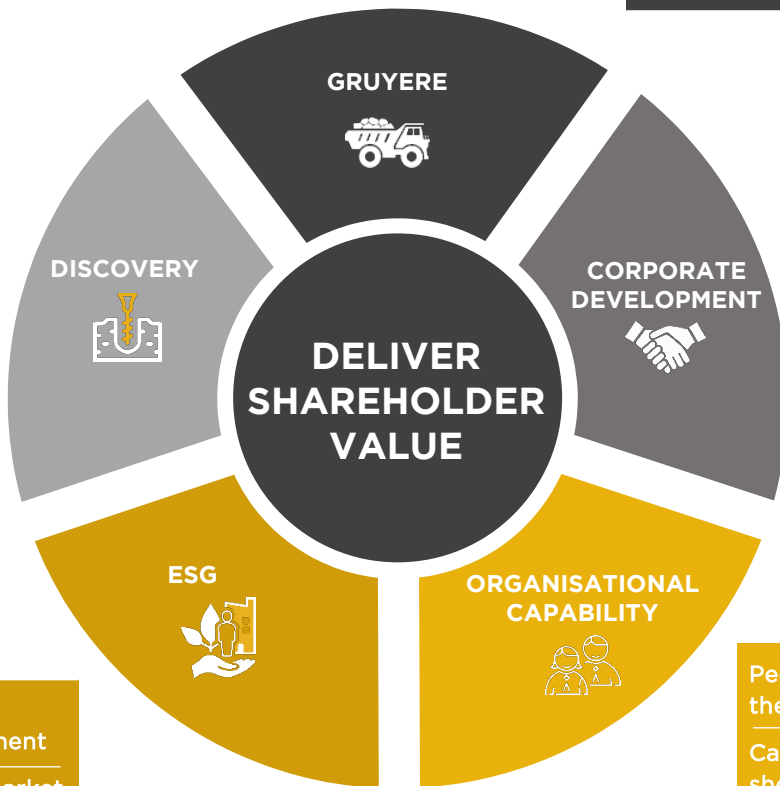 GRUYERE
DISCOVERY
CORPORATE
DEVELOPMENT
DELIVER
SHAREHOLDER
VALUE
ESG
ORGANISATIONAL
CAPABILITY